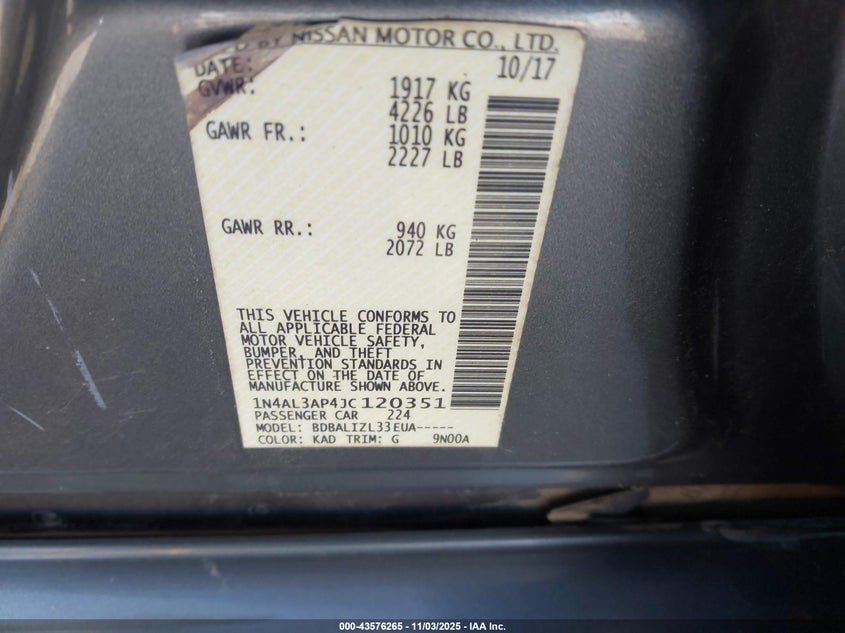 BY NISSAN MOTOR CO., LTD.
DATE: 10/17
GVWR: 1917 KG
4226 LB
GAWR FR.: 1010 KG
2227 LB
GAWR RR.: 940 KG
2072 LB
THIS VEHICLE CONFORMS TO
ALL APPLICABLE FEDERAL
MOTOR VEHICLE SAFETY,
BUMPER, AND THEFT
PREVENTION STANDARDS IN
EFFECT ON THE DATE OF
MANUFACTURE SHOWN ABOVE.
1N4AL3AP4JC120351
PASSENGER CAR 224
MODEL: BDBALIZL33EUA-----
COLOR: KAD TRIM: G 9N00A
000-43576265 - 11/03/2025 - IAA Inc.